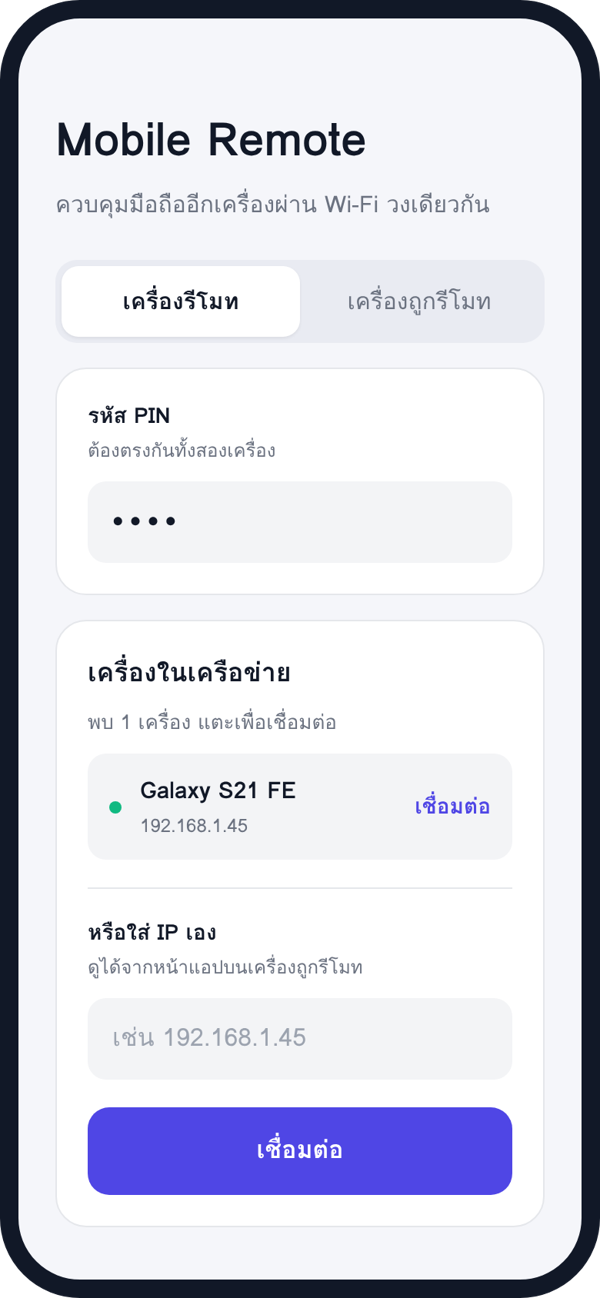 Mobile Remote
ควบคุมมือถืออีกเครื่องผ่าน Wi-Fi วงเดียวกัน
เครื่องรีโมท
เครื่องถูกรีโมท
รหัส PIN
ต้องตรงกันทั้งสองเครื่อง
••••
เครื่องในเครือข่าย
พบ 1 เครื่อง แตะเพื่อเชื่อมต่อ
Galaxy S21 FE
192.168.1.45
เชื่อมต่อ
หรือใส่ IP เอง
ดูได้จากหน้าแอปบนเครื่องถูกรีโมท
เช่น 192.168.1.45
เชื่อมต่อ